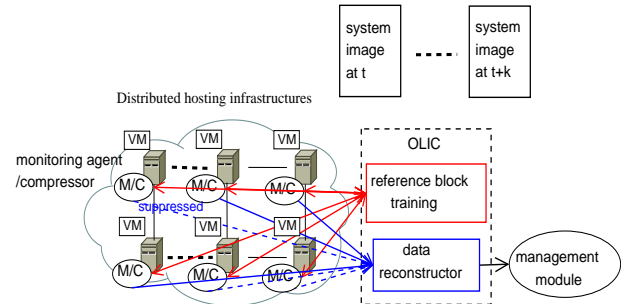 system
image
at t
system
image
at t+k
Distributed hosting infrastructures
VM
VM
VM
OLIC
monitoring agent
/compressor
M/C
M/C
M/C
reference block
training
suppressed
VM
VM
VM
data
reconstructor
management
module
M/C
M/C
M/C